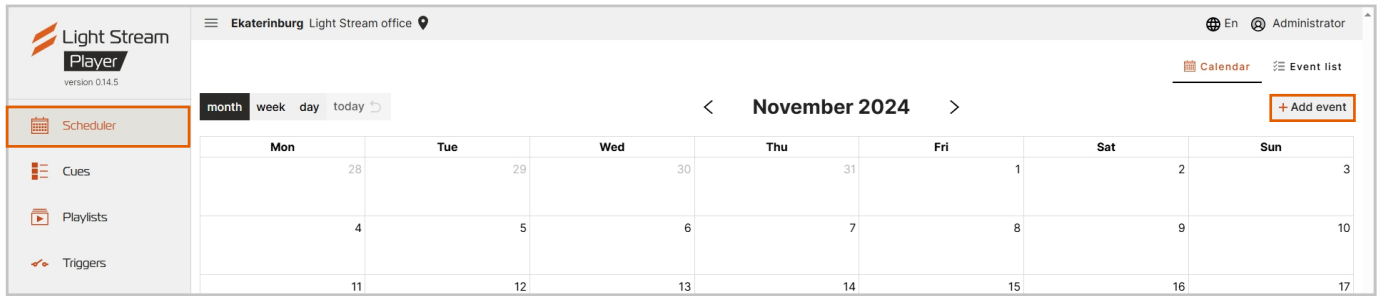 Light Stream
Player
version 0.14.5
Scheduler
Cues
Playlists
Triggers
Ekaterinburg Light Stream office
En Administrator
Calendar Event list
month week day today < November 2024 > + Add event
Mon Tue Wed Thu Fri Sat Sun
28 29 30 31 1 2 3
4 5 6 7 8 9 10
11 12 13 14 15 16 17